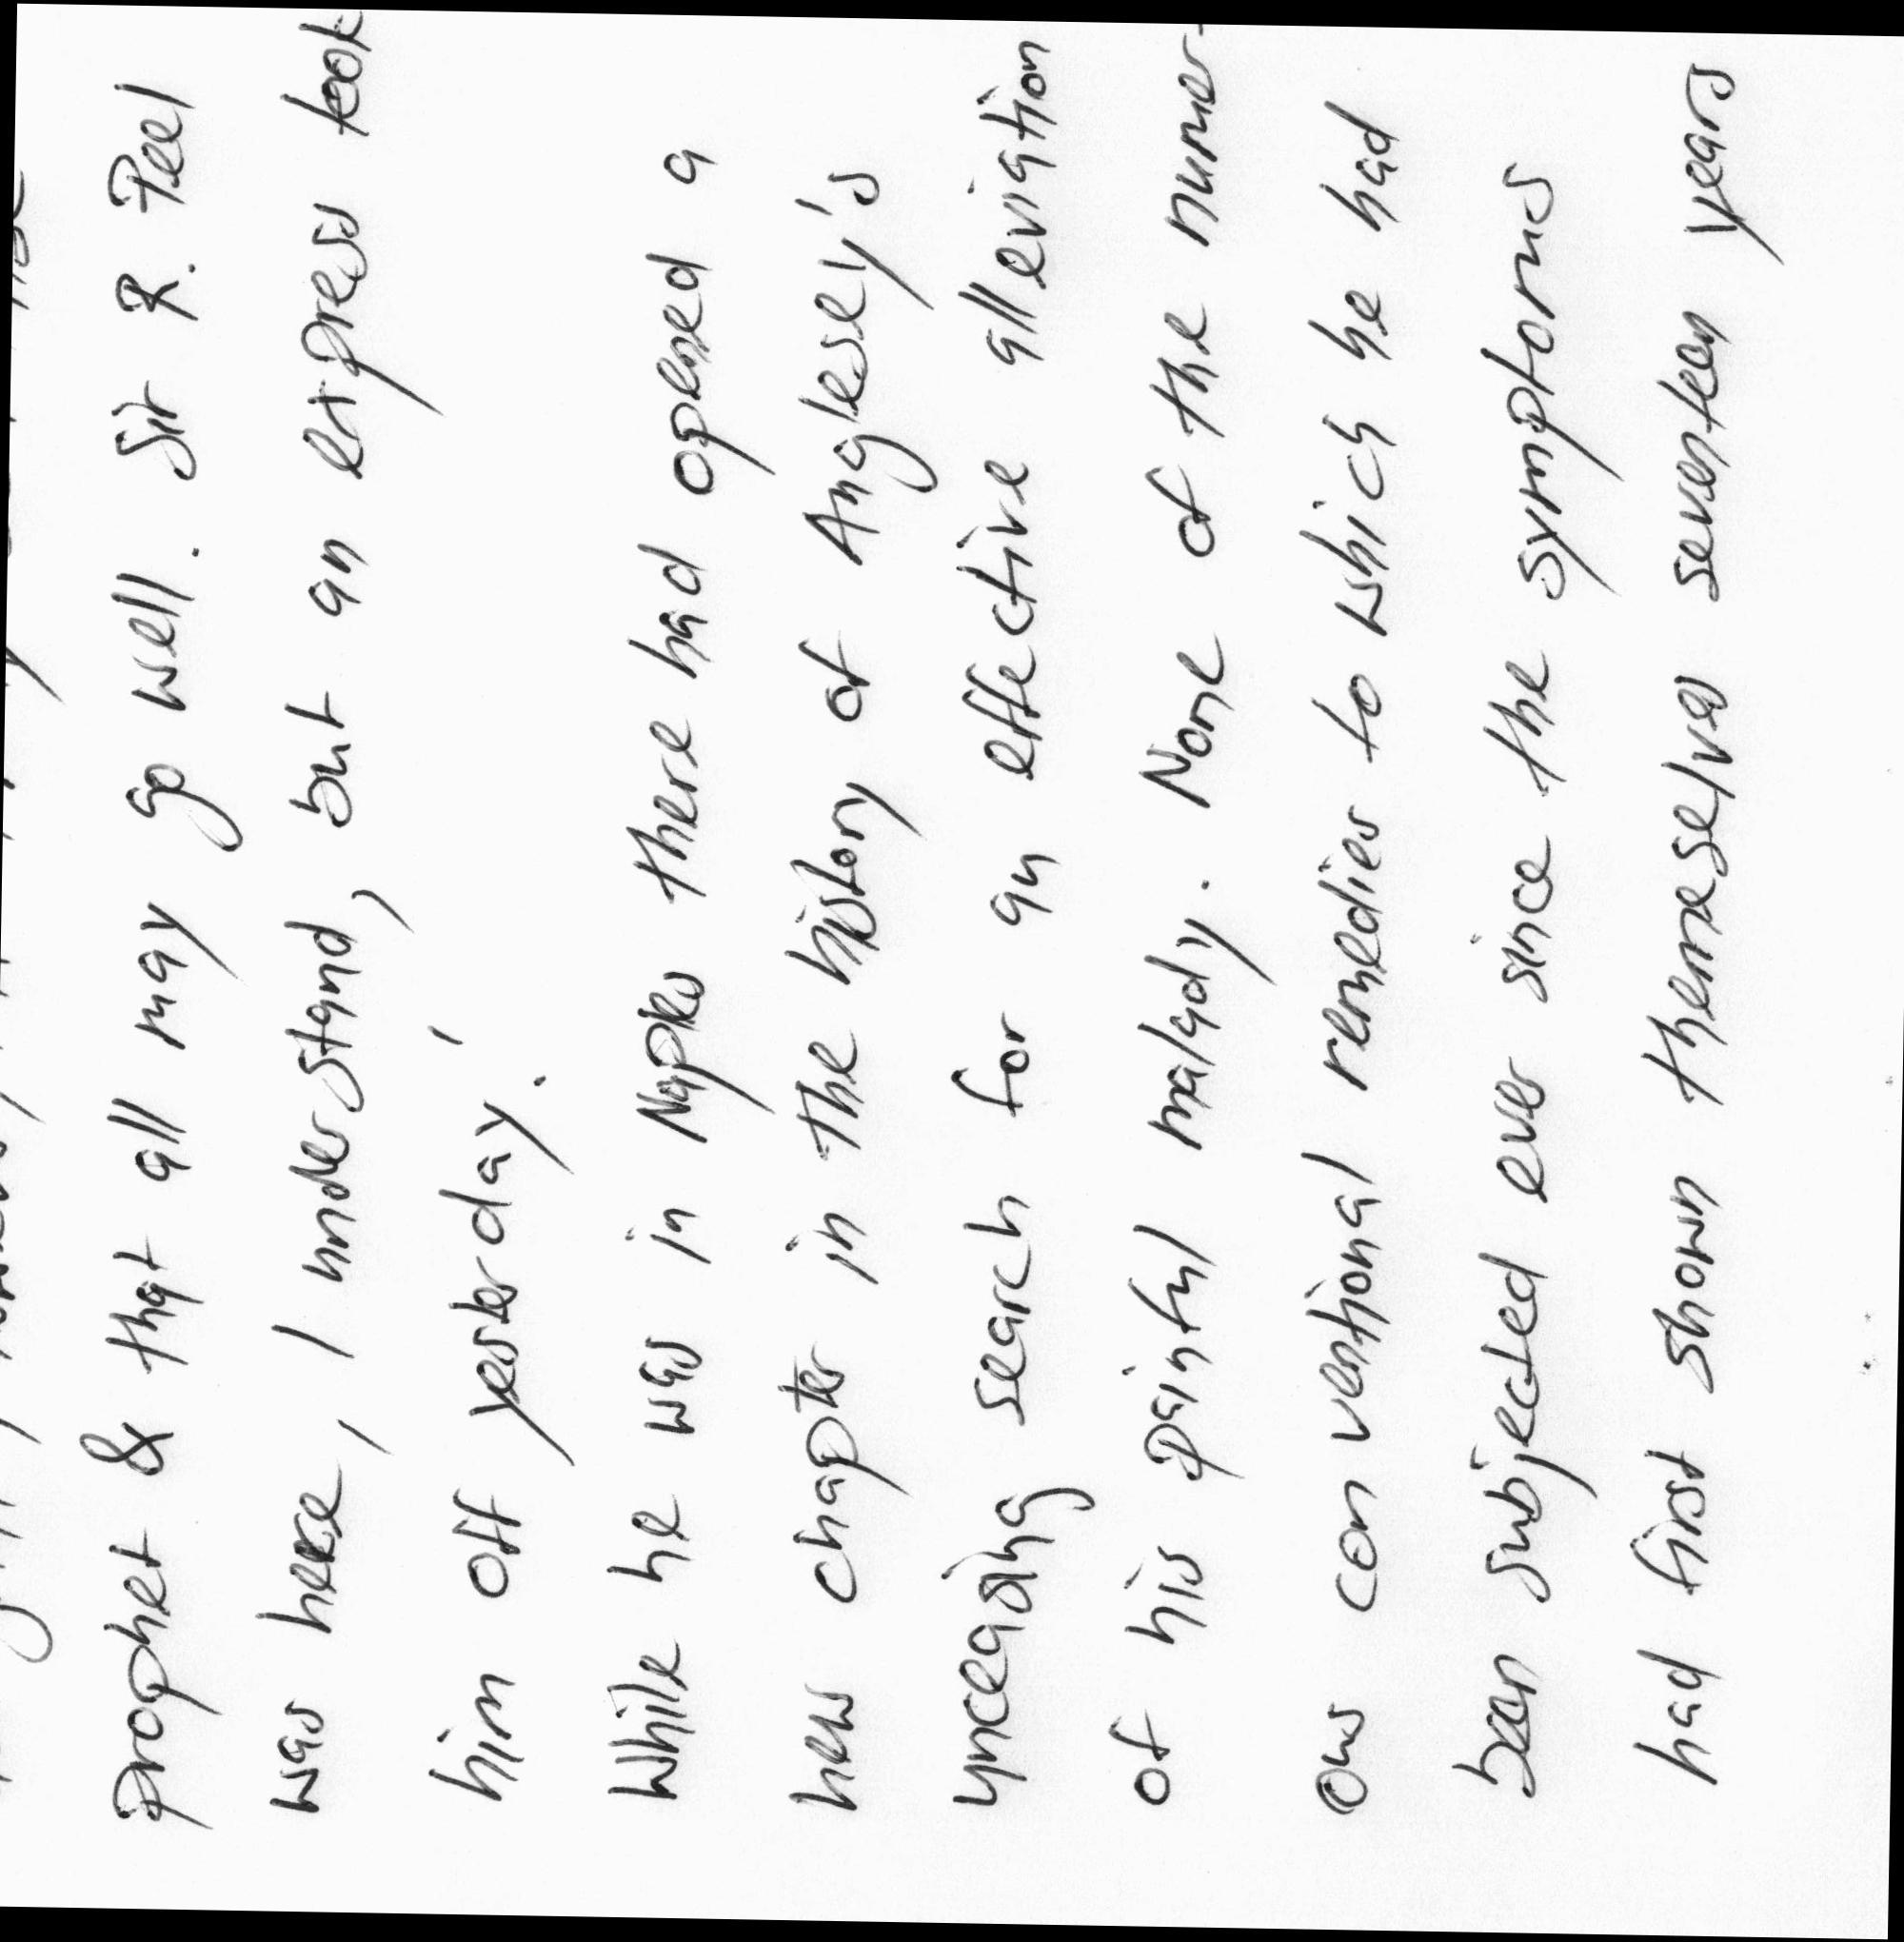 prophet & that all may go well. Sir R. Peel
was here, I understand, but an express took
him off yesterday.'
While he was in Naples there had opened a
new chapter in the history of Anglesey's
unceasing search for an effective alleviation
of his painful malady. None of the numer-
ous conventional remedies to which he had
been subjected ever since the symptoms
had first shown themselves seventeen years